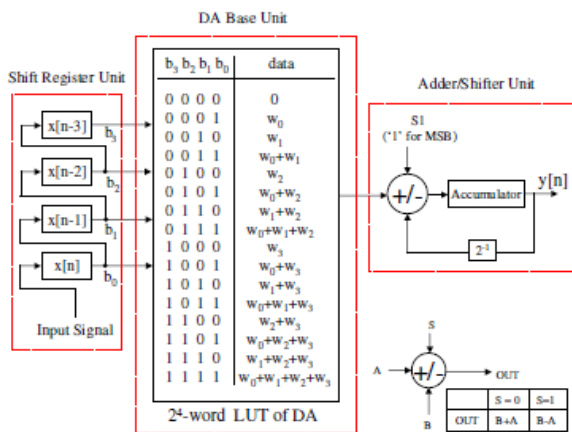 DA Base Unit
Shift Register Unit
x[n-3]
b₃
x[n-2]
b₂
x[n-1]
b₁
x[n]
b₀
Input Signal
b₃ b₂ b₁ b₀ data
0 0 0 0 0
0 0 0 1 w₀
0 0 1 0 w₁
0 0 1 1 w₀+w₁
0 1 0 0 w₂
0 1 0 1 w₀+w₂
0 1 1 0 w₁+w₂
0 1 1 1 w₀+w₁+w₂
1 0 0 0 w₃
1 0 0 1 w₀+w₃
1 0 1 0 w₁+w₃
1 0 1 1 w₀+w₁+w₃
1 1 0 0 w₂+w₃
1 1 0 1 w₀+w₂+w₃
1 1 1 0 w₁+w₂+w₃
1 1 1 1 w₀+w₁+w₂+w₃
2⁴-word LUT of DA
Adder/Shifter Unit
S1
('1' for MSB)
+/-
Accumulator
y[n]
2⁻¹
S
A
+/-
OUT
B
S=0 S=1
OUT B+A B-A